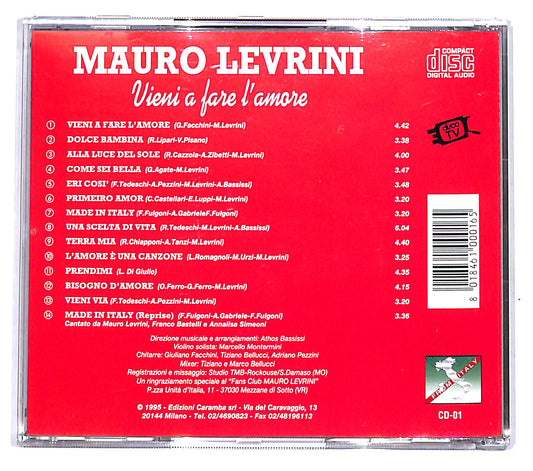 MAURO LEVRINI
Vieni a fare l'amore
COMPACT
disc
DIGITAL AUDIO
TV
1 VIENI A FARE L'AMORE (G.Facchini-M.Levrini) 4.42
2 DOLCE BAMBINA (R.Lipari-V.Pisano) 3.38
3 ALLA LUCE DEL SOLE (R.Cazzola-A.Zibetti-M.Levrini) 4.00
4 COME SEI BELLA (G.Agate-M.Levrini) 3.47
5 ERI COSI' (F.Tedeschi-A.Pezzini-M.Levrini-A.Bassissi) 3.48
6 PRIMEIRO AMOR (C.Castellari-E.Luppi-M.Levrini) 3.20
7 MADE IN ITALY (F.Fulgoni-A.GabrieleF.Fulgoni) 3.20
8 UNA SCELTA DI VITA (R.Tedeschi-M.Levrini-A.Bassissi) 6.04
9 TERRA MIA (R.Chiapponi-A.Tanzi-M.Levrini) 4.40
10 L'AMORE È UNA CANZONE (L.Romagnoli-M.Urzi-M.Levrini) 3.25
11 PRENDIMI (L. Di Giulio) 4.35
12 BISOGNO D'AMORE (O.Ferro-G.Ferro-M.Levrini) 4.15
13 VIENI VIA (F.Tedeschi-A.Pezzini-M.Levrini) 3.20
14 MADE IN ITALY (Reprise) (F.Fulgoni-A.Gabriele-F.Fulgoni) 3.36
Cantato da Mauro Levrini, Franco Bastelli e Annalisa Simeoni
Direzione musicale e arrangiamenti: Athos Bassissi
Violino solista: Marcello Montermini
Chitarre: Giuliano Facchini, Tiziano Bellucci, Adriano Pezzini
Mixer: Tiziano e Marco Bellucci
Registrazioni e missaggio: Studio TMB-Rockouse/S.Damaso (MO)
Un ringraziamento speciale al "Fans Club MAURO LEVRINI"
P.zza Unità d'Italia, 11 - 37030 Mezzane di Sotto (VR)
© 1995 - Edizioni Caramba srl - Via del Caravaggio, 13
20144 Milano - Tel. 02/4690823 - Fax 02/48196113
8 018461 000165
ITALY
CD-01